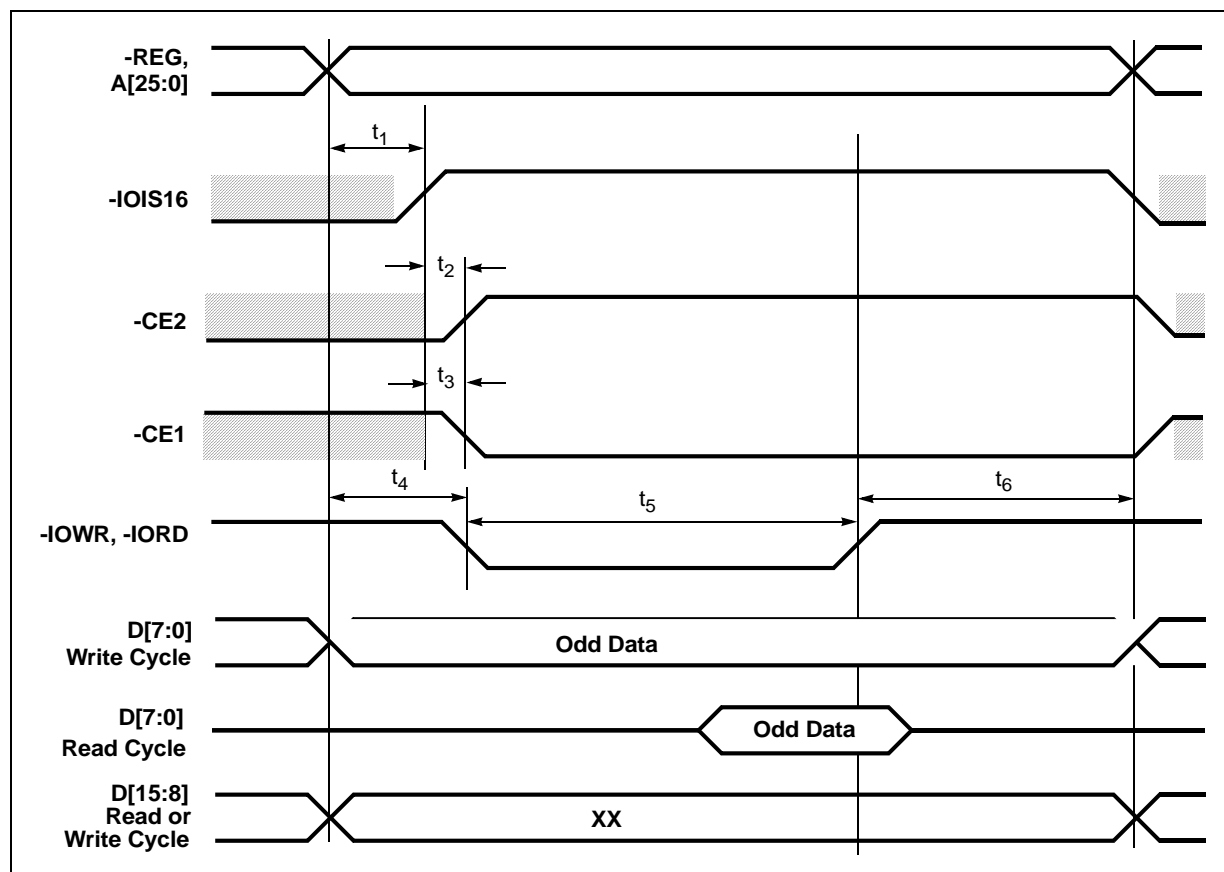 -REG,
A[25:0]
t1
-IOIS16
t2
-CE2
t3
-CE1
t4
t5
t6
-IOWR, -IORD
D[7:0]
Write Cycle
Odd Data
D[7:0]
Read Cycle
Odd Data
D[15:8]
Read or
Write Cycle
XX